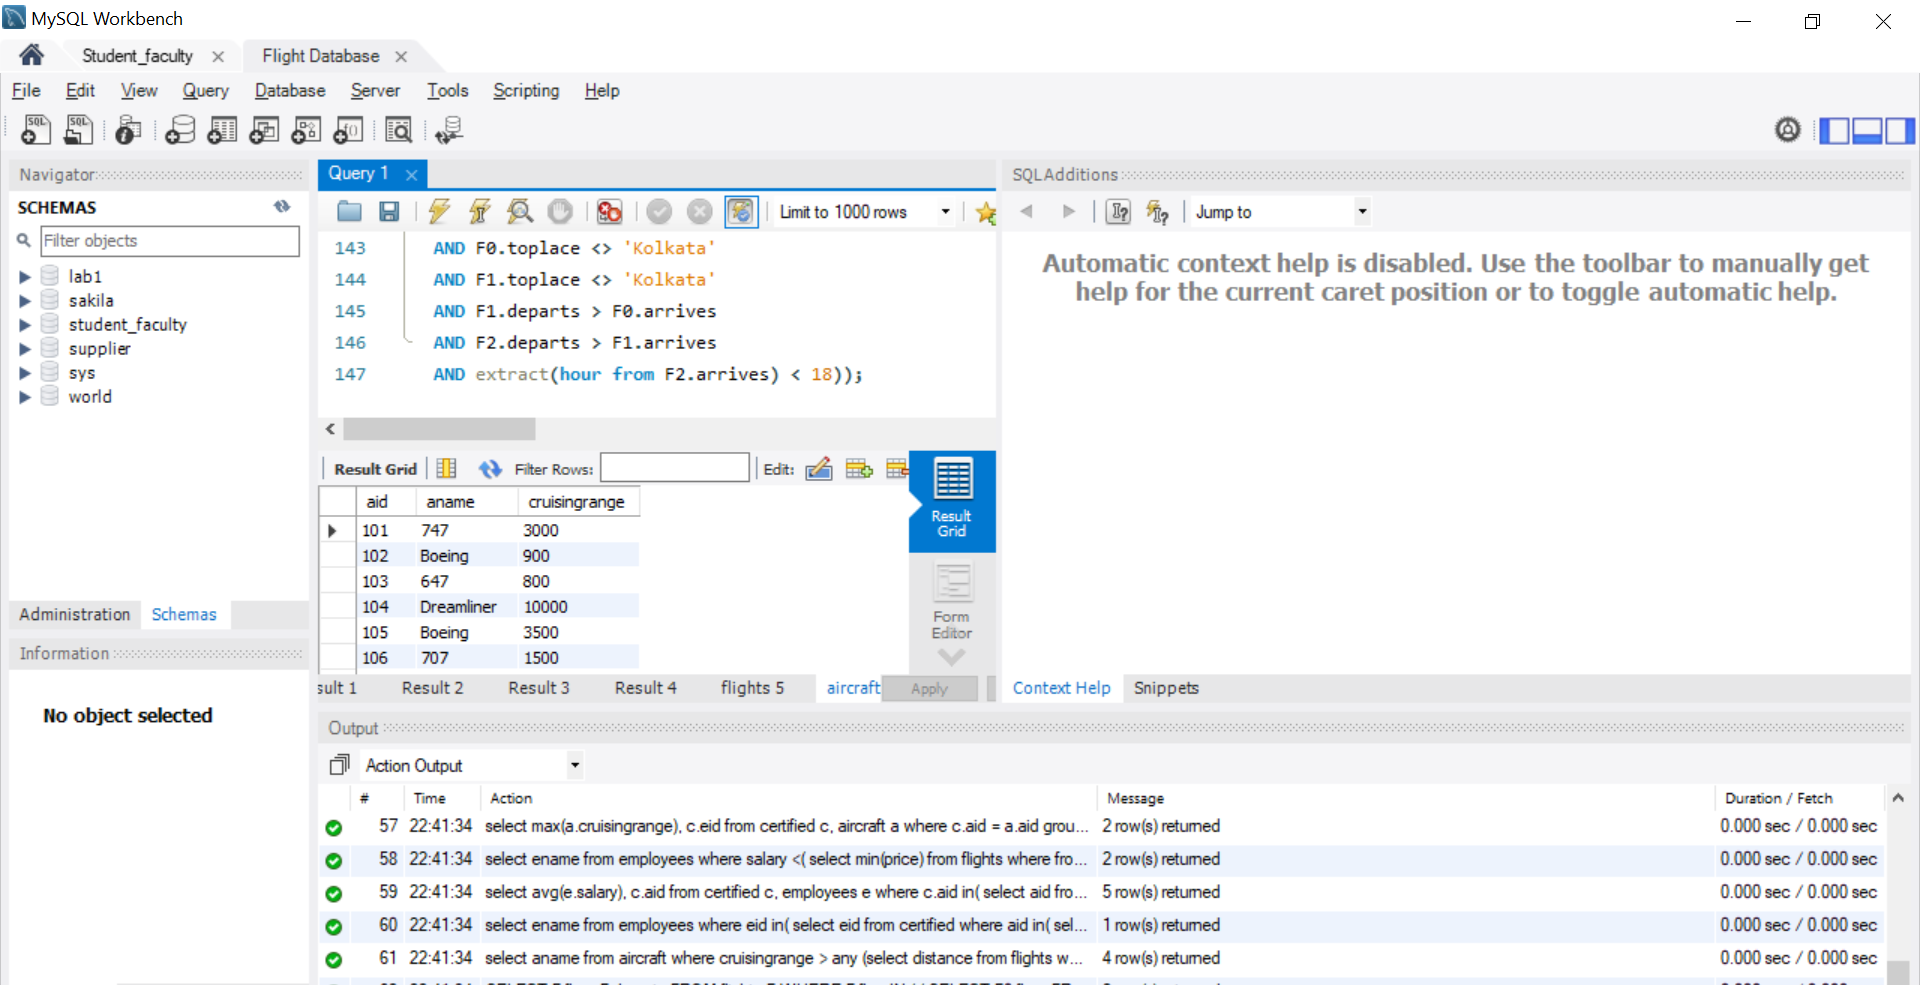 MySQL Workbench
Student_faculty
Flight Database
File Edit View Query Database Server Tools Scripting Help
Navigator
SCHEMAS
Filter objects
lab1
sakila
student_faculty
supplier
sys
world
Administration Schemas
Information
No object selected
Query 1
Limit to 1000 rows
143 AND F0.toplace <> 'Kolkata'
144 AND F1.toplace <> 'Kolkata'
145 AND F1.departs > F0.arrives
146 AND F2.departs > F1.arrives
147 AND extract(hour from F2.arrives) < 18));
Result Grid Filter Rows: Edit:
aid aname cruisingrange
101 747 3000
102 Boeing 900
103 647 800
104 Dreamliner 10000
105 Boeing 3500
106 707 1500
Result
Grid
Form
Editor
sult 1 Result 2 Result 3 Result 4 flights 5 aircraft Apply
SQLAdditions
Jump to
Automatic context help is disabled. Use the toolbar to manually get
help for the current caret position or to toggle automatic help.
Context Help Snippets
Output
Action Output
# Time Action Message Duration / Fetch
57 22:41:34 select max(a.cruisingrange), c.eid from certified c, aircraft a where c.aid = a.aid grou... 2 row(s) returned 0.000 sec / 0.000 sec
58 22:41:34 select ename from employees where salary <( select min(price) from flights where fro... 2 row(s) returned 0.000 sec / 0.000 sec
59 22:41:34 select avg(e.salary), c.aid from certified c, employees e where c.aid in( select aid fro... 5 row(s) returned 0.000 sec / 0.000 sec
60 22:41:34 select ename from employees where eid in( select eid from certified where aid in( sel... 1 row(s) returned 0.000 sec / 0.000 sec
61 22:41:34 select aname from aircraft where cruisingrange > any (select distance from flights w... 4 row(s) returned 0.000 sec / 0.000 sec